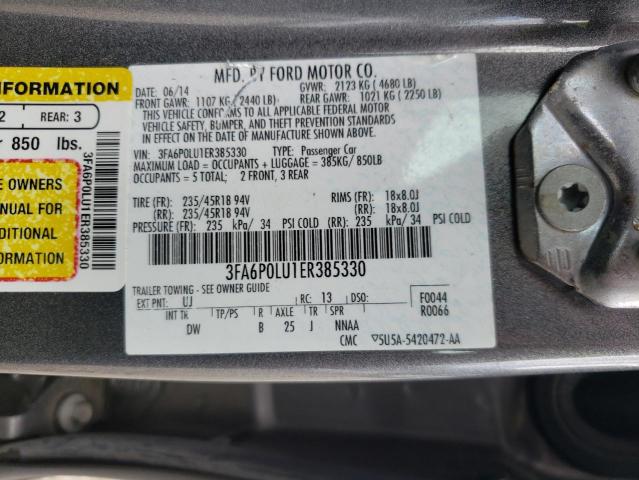 NFORMATION
2 REAR: 3
850 lbs.
E OWNERS
ANUAL FOR
DITIONAL
FORMATION
3FA6P0LU1ER385330
MFD. BY FORD MOTOR CO.
DATE: 06/14 GVWR: 2123 KG ( 4680 LB)
FRONT GAWR: 1107 KG ( 2440 LB) REAR GAWR: 1021 KG ( 2250 LB)
THIS VEHICLE CONFORMS TO ALL APPLICABLE FEDERAL MOTOR
VEHICLE SAFETY, BUMPER, AND THEFT PREVENTION STANDARDS
IN EFFECT ON THE DATE OF MANUFACTURE SHOWN ABOVE.
VIN: 3FA6P0LU1ER385330 TYPE: Passenger Car
MAXIMUM LOAD = OCCUPANTS + LUGGAGE = 385KG / 850LB
OCCUPANTS = 5 TOTAL; 2 FRONT, 3 REAR
TIRE (FR): 235/45R18 94V RIMS (FR): 18x8.0J
(RR): 235/45R18 94V (RR): 18x8.0J
PRESSURE (FR): 235 kPa/ 34 PSI COLD (RR): 235 kPa/ 34 PSI COLD
3FA6P0LU1ER385330
TRAILER TOWING - SEE OWNER GUIDE
EXT PNT: UJ RC: 13 DSO: F0044
INT TR TP/PS R AXLE TR SPR R0066
DW B 25 J NNAA
CMC 5U5A-5420472-AA